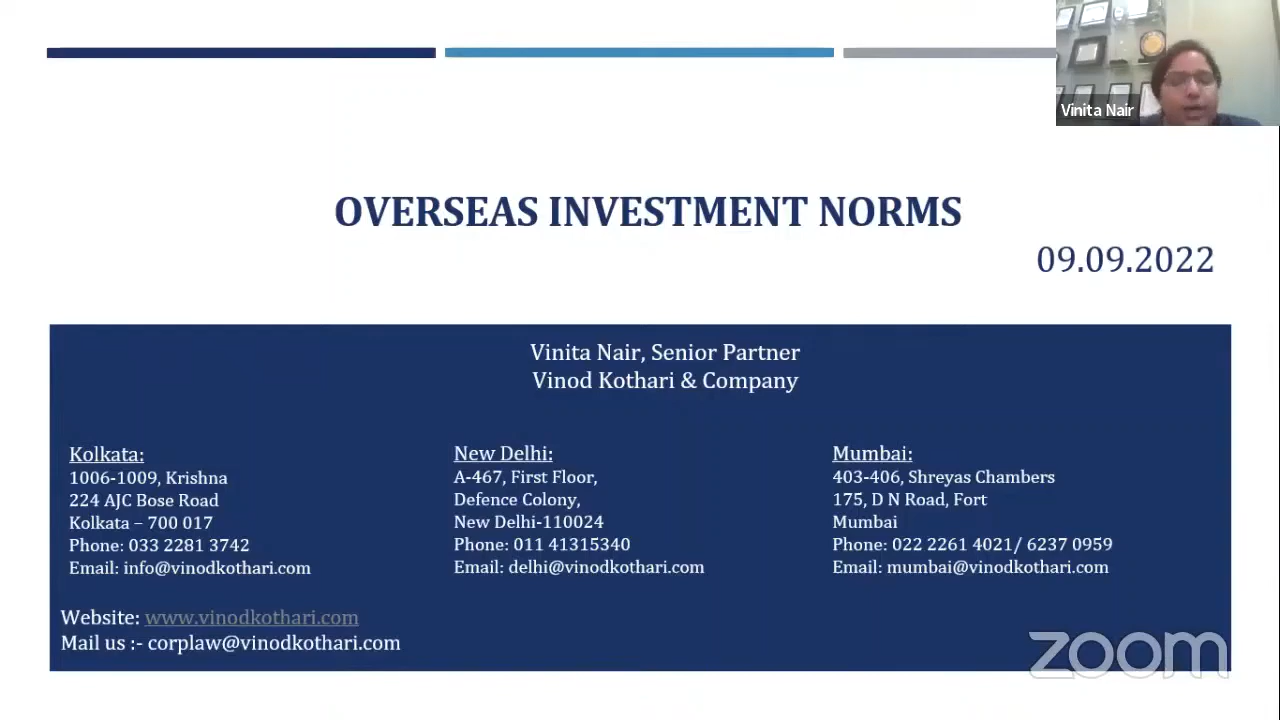 Vinita Nair
OVERSEAS INVESTMENT NORMS
09.09.2022
Vinita Nair, Senior Partner
Vinod Kothari & Company
Kolkata:
1006-1009, Krishna
224 AJC Bose Road
Kolkata – 700 017
Phone: 033 2281 3742
Email: info@vinodkothari.com
New Delhi:
A-467, First Floor,
Defence Colony,
New Delhi-110024
Phone: 011 41315340
Email: delhi@vinodkothari.com
Mumbai:
403-406, Shreyas Chambers
175, D N Road, Fort
Mumbai
Phone: 022 2261 4021/ 6237 0959
Email: mumbai@vinodkothari.com
Website: www.vinodkothari.com
Mail us :- corplaw@vinodkothari.com
zoom